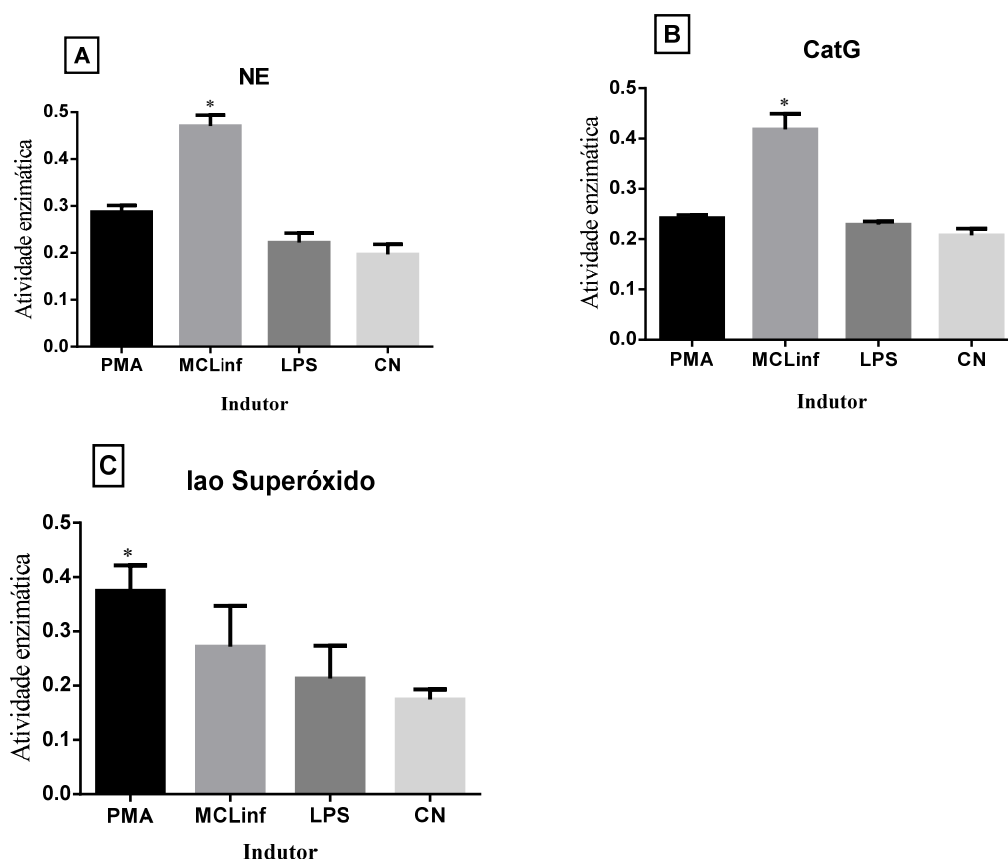 A
NE
*
Atividade enzimática
0.5
0.4
0.3
0.2
0.1
0.0
PMA MCLinf LPS CN
Indutor
B
CatG
*
Atividade enzimática
0.5
0.4
0.3
0.2
0.1
0.0
PMA MCLinf LPS CN
Indutor
C
Iao Superóxido
*
Atividade enzimática
0.5
0.4
0.3
0.2
0.1
0.0
PMA MCLinf LPS CN
Indutor